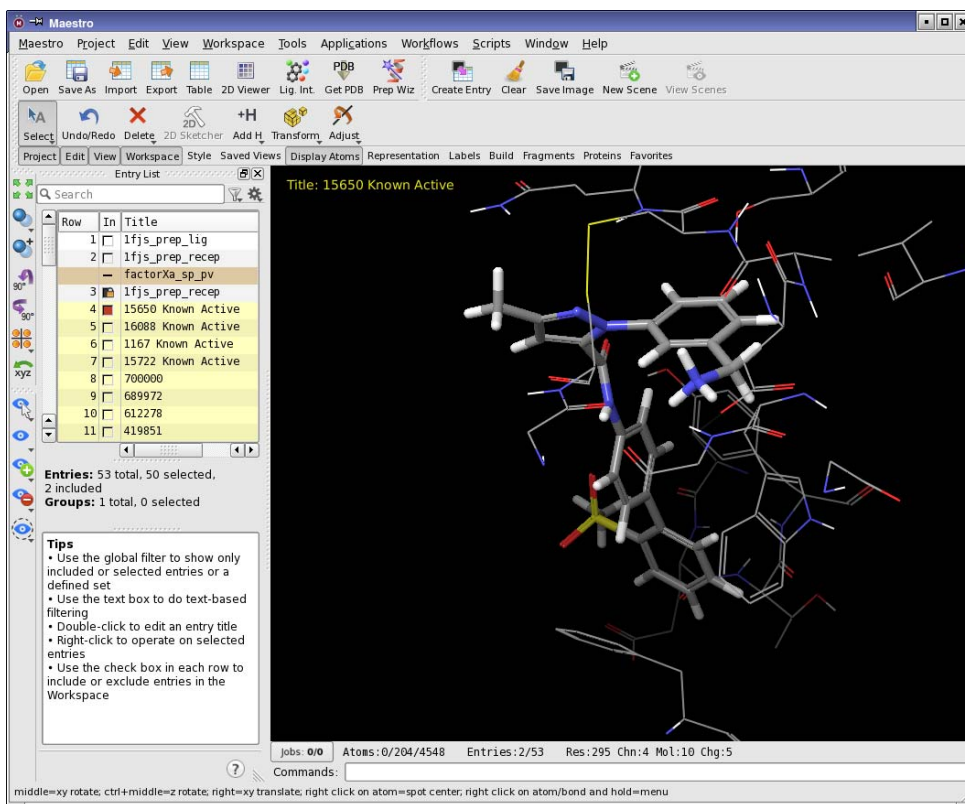 Maestro
Maestro Project Edit View Workspace Tools Applications Workflows Scripts Window Help
PDB
Open Save As Import Export Table 2D Viewer Lig. Int. Get PDB Prep Wiz Create Entry Clear Save Image New Scene View Scenes
A 2D +H
Select Undo/Redo Delete 2D Sketcher Add H Transform Adjust
Project Edit View Workspace Style Saved Views Display Atoms Representation Labels Build Fragments Proteins Favorites
Entry List
Search
Row In Title
1 1fjs_prep_lig
2 1fjs_prep_recep
factorXa_sp_pv
3 1fjs_prep_recep
4 15650 Known Active
5 16088 Known Active
6 1167 Known Active
7 15722 Known Active
8 700000
9 689972
10 612278
11 419851
90°
90°
xyz
Entries: 53 total, 50 selected,
2 included
Groups: 1 total, 0 selected
Tips
• Use the global filter to show only
included or selected entries or a
defined set
• Use the text box to do text-based
filtering
• Double-click to edit an entry title
• Right-click to operate on selected
entries
• Use the check box in each row to
include or exclude entries in the
Workspace
?
Title: 15650 Known Active
Jobs: 0/0 Atoms:0/204/4548 Entries:2/53 Res:295 Chn:4 Mol:10 Chg:5
Commands:
middle=xy rotate; ctrl+middle=z rotate; right=xy translate; right click on atom=spot center; right click on atom/bond and hold=menu